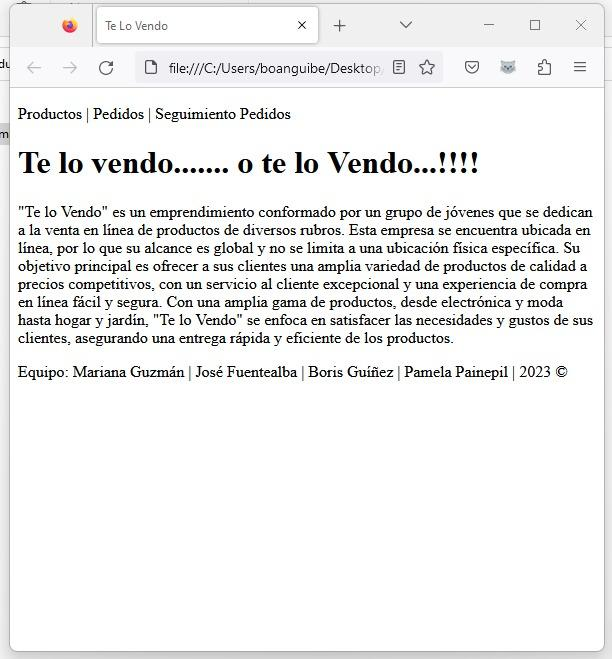 Te Lo Vendo
file:///C:/Users/boanguibe/Desktop/
Productos | Pedidos | Seguimiento Pedidos
Te lo vendo....... o te lo Vendo...!!!!
"Te lo Vendo" es un emprendimiento conformado por un grupo de jóvenes que se dedican
a la venta en línea de productos de diversos rubros. Esta empresa se encuentra ubicada en
línea, por lo que su alcance es global y no se limita a una ubicación física específica. Su
objetivo principal es ofrecer a sus clientes una amplia variedad de productos de calidad a
precios competitivos, con un servicio al cliente excepcional y una experiencia de compra
en línea fácil y segura. Con una amplia gama de productos, desde electrónica y moda
hasta hogar y jardín, "Te lo Vendo" se enfoca en satisfacer las necesidades y gustos de sus
clientes, asegurando una entrega rápida y eficiente de los productos.
Equipo: Mariana Guzmán | José Fuentealba | Boris Guíñez | Pamela Painepil | 2023 ©